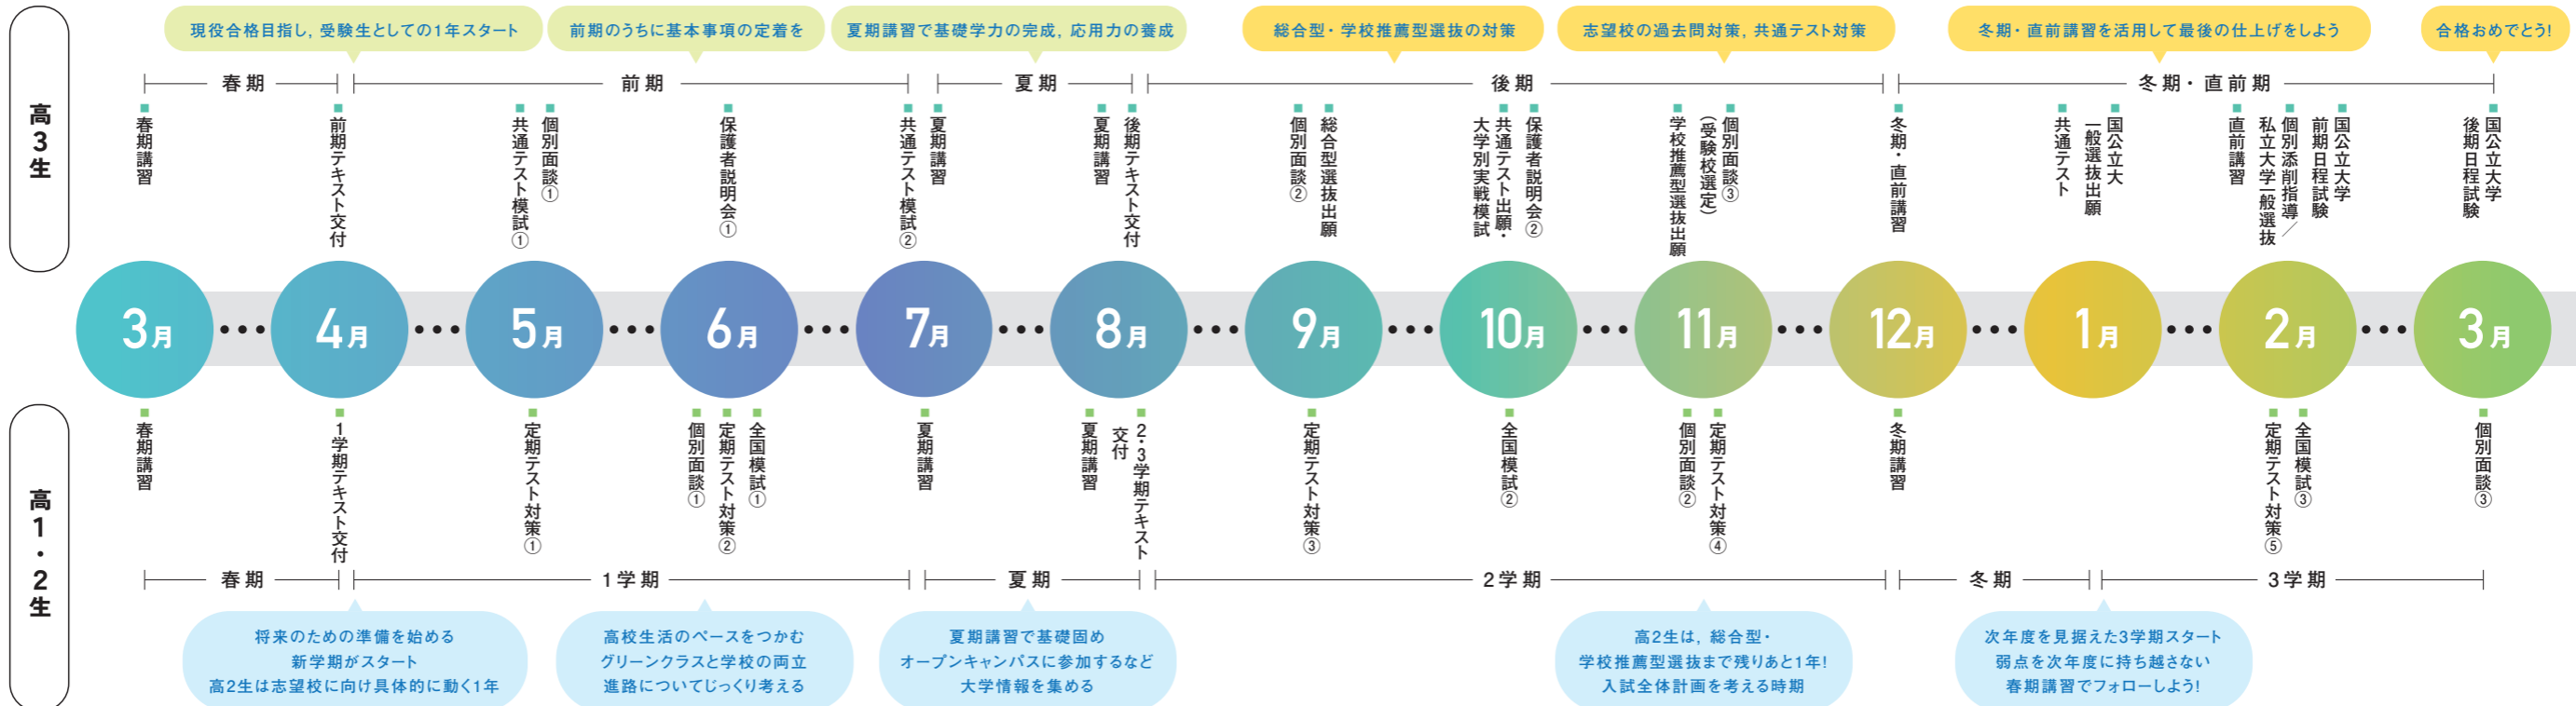 高3生
現役合格目指し, 受験生としての1年スタート
前期のうちに基本事項の定着を
夏期講習で基礎学力の完成, 応用力の養成
総合型・学校推薦型選抜の対策
志望校の過去問対策, 共通テスト対策
冬期・直前講習を活用して最後の仕上げをしよう
合格おめでとう!
春期
前期
夏期
後期
冬期・直前期
春期講習
前期テキスト交付
共通テスト模試①
個別面談①
保護者説明会①
共通テスト模試②
夏期講習
夏期講習
後期テキスト交付
個別面談②
総合型選抜出願
共通テスト出願・
大学別実戦模試
保護者説明会②
学校推薦型選抜出願
個別面談③
(受験校選定)
冬期・直前講習
共通テスト
国公立大
一般選抜出願
直前講習
個別添削指導/
私立大学一般選抜
国公立大学
前期日程試験
国公立大学
後期日程試験
3月
4月
5月
6月
7月
8月
9月
10月
11月
12月
1月
2月
3月
高1・2生
春期講習
1学期テキスト交付
定期テスト対策①
個別面談①
定期テスト対策②
全国模試①
夏期講習
夏期講習
2・3学期テキスト
交付
定期テスト対策③
全国模試②
個別面談②
定期テスト対策④
冬期講習
定期テスト対策⑤
全国模試③
個別面談③
春期
1学期
夏期
2学期
冬期
3学期
将来のための準備を始める
新学期がスタート
高2生は志望校に向け具体的に動く1年
高校生活のペースをつかむ
グリーンクラスと学校の両立
進路についてじっくり考える
夏期講習で基礎固め
オープンキャンパスに参加するなど
大学情報を集める
高2生は, 総合型・
学校推薦型選抜まで残りあと1年!
入試全体計画を考える時期
次年度を見据えた3学期スタート
弱点を次年度に持ち越さない
春期講習でフォローしよう!